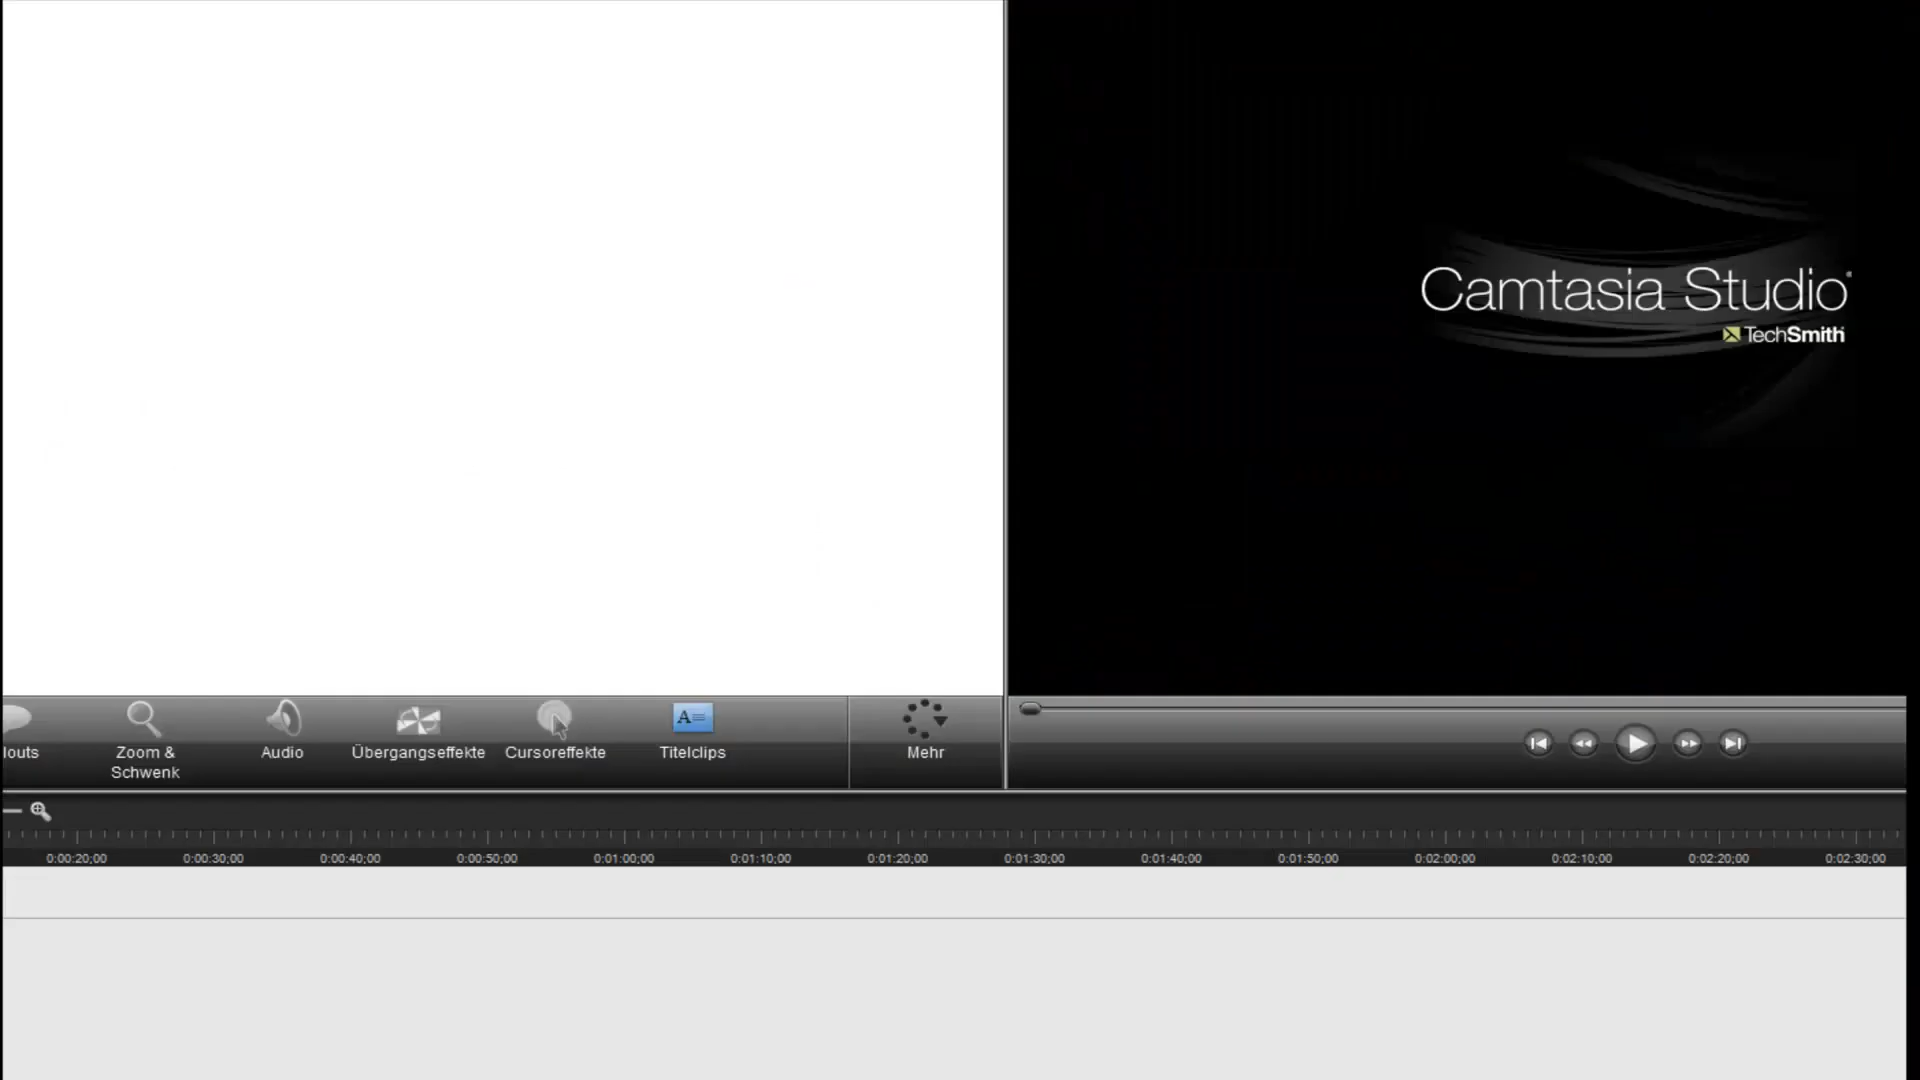 Camtasia Studio
TechSmith
louts
Zoom &
Schwenk
Audio
Übergangseffekte
Cursoreffekte
Titelclips
Mehr
0:00:20;00
0:00:30;00
0:00:40;00
0:00:50;00
0:01:00;00
0:01:10;00
0:01:20;00
0:01:30;00
0:01:40;00
0:01:50;00
0:02:00;00
0:02:10;00
0:02:20;00
0:02:30;00